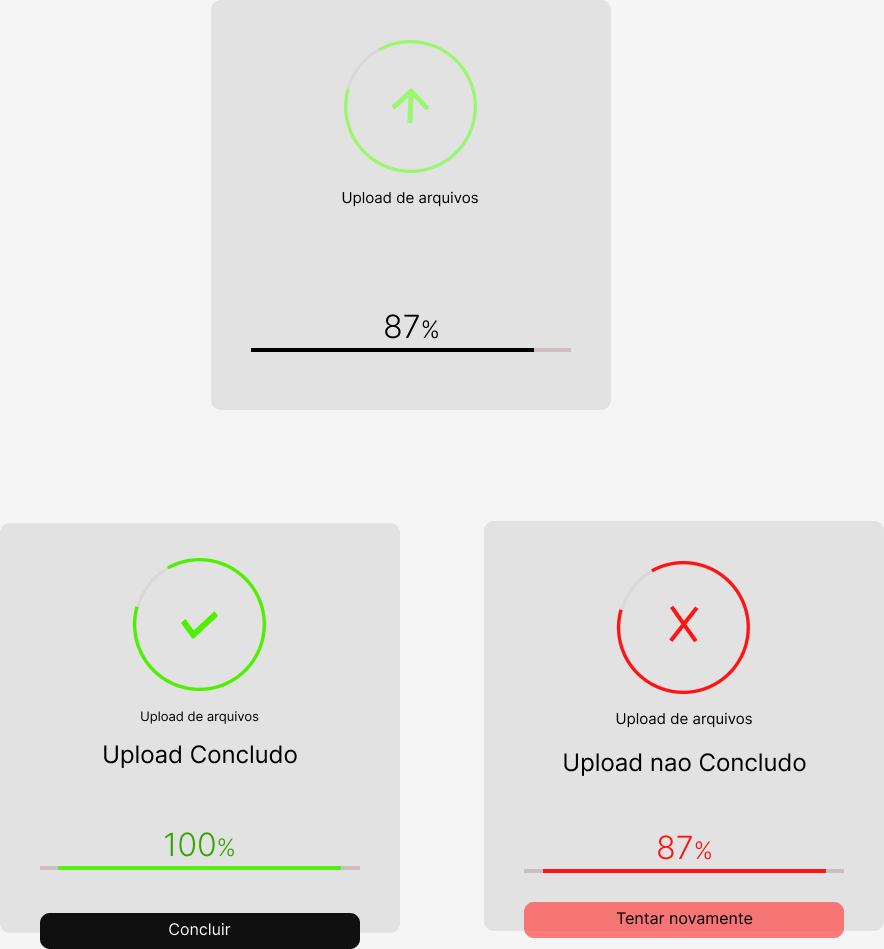 Upload de arquivos
87%
Upload de arquivos
Upload Concludo
100%
Concluir
Upload de arquivos
Upload nao Concludo
87%
Tentar novamente